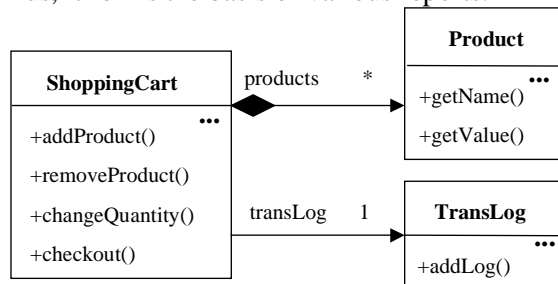 Product
ShoppingCart
products *
...
+getName()
+getValue()
...
+addProduct()
+removeProduct()
+changeQuantity()
+checkout()
transLog 1
TransLog
...
+addLog()